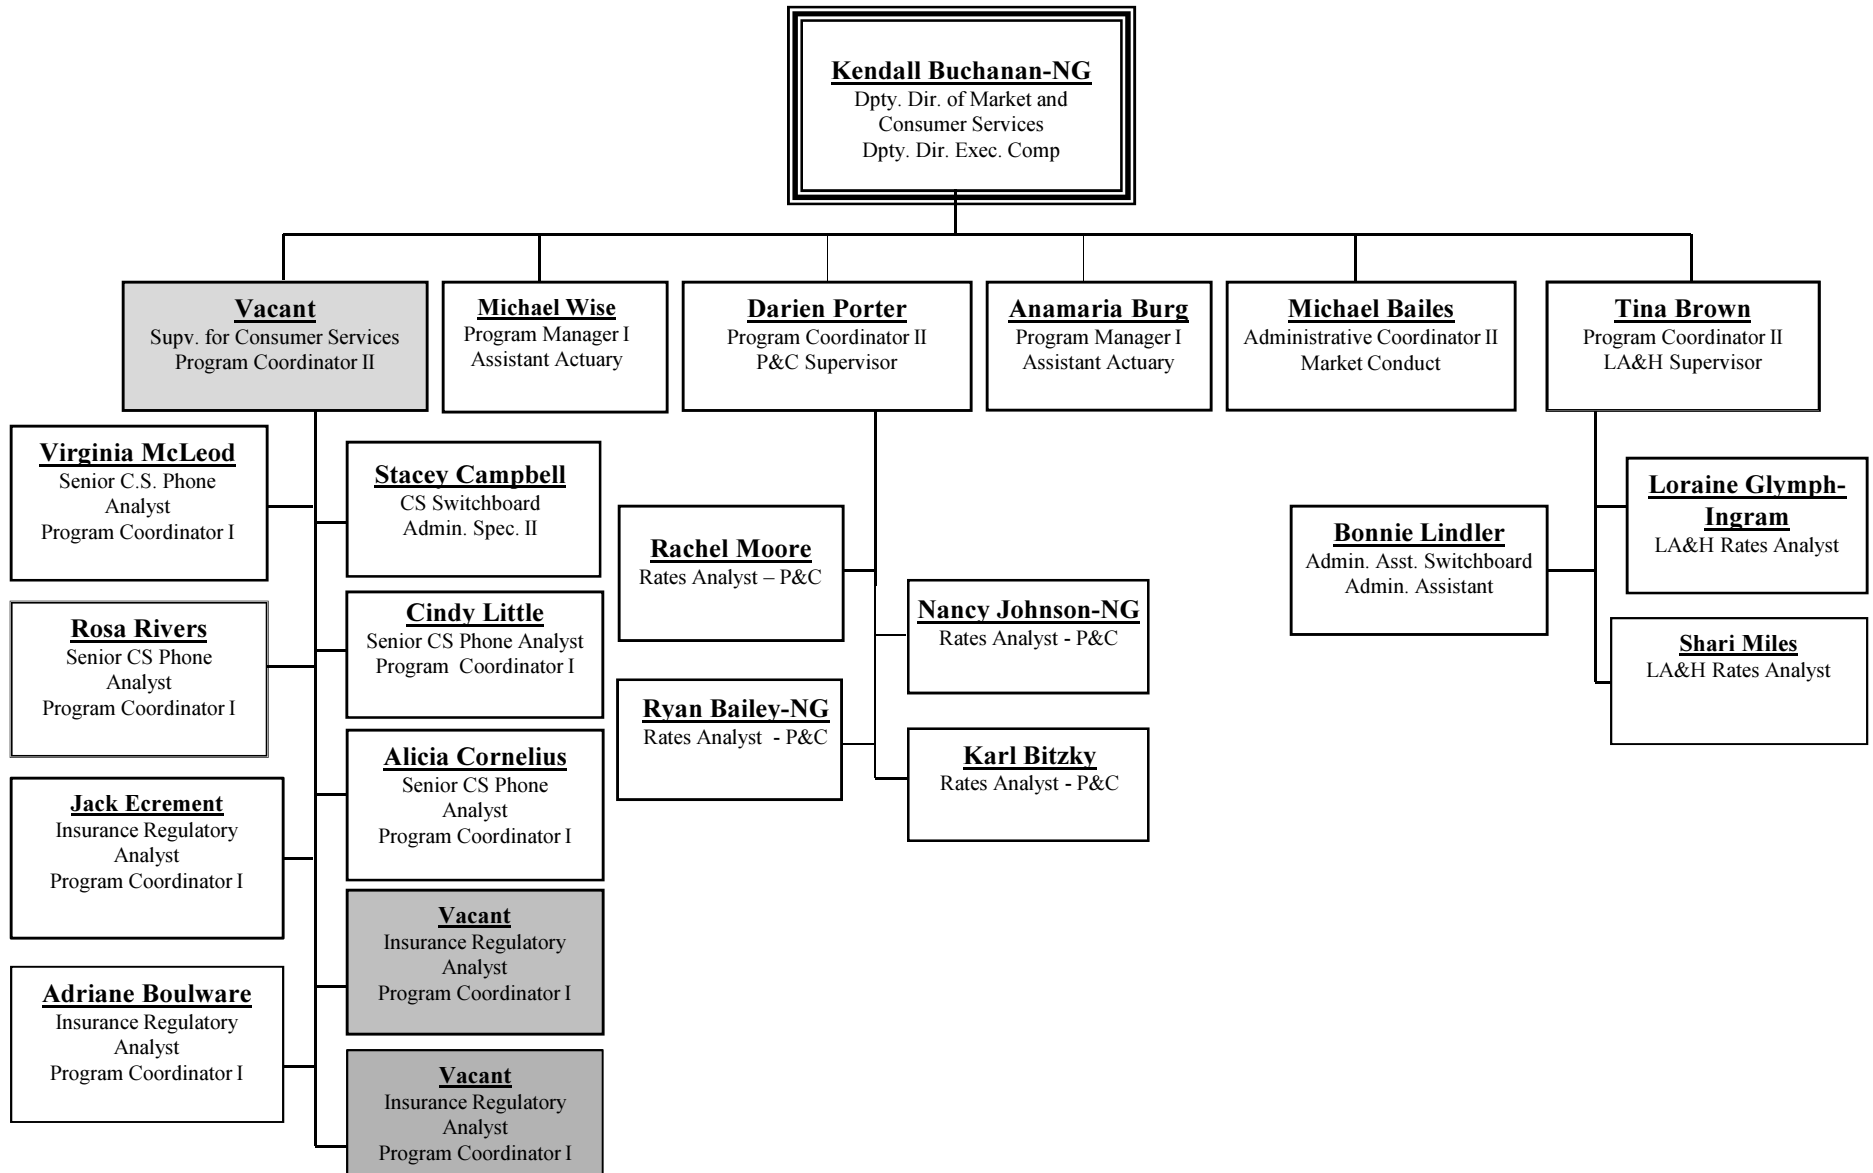 Kendall Buchanan-NG
Dpty. Dir. of Market and
Consumer Services
Dpty. Dir. Exec. Comp
Vacant
Supv. for Consumer Services
Program Coordinator II
Michael Wise
Program Manager I
Assistant Actuary
Darien Porter
Program Coordinator II
P&C Supervisor
Anamaria Burg
Program Manager I
Assistant Actuary
Michael Bailes
Administrative Coordinator II
Market Conduct
Tina Brown
Program Coordinator II
LA&H Supervisor
Virginia McLeod
Senior C.S. Phone
Analyst
Program Coordinator I
Stacey Campbell
CS Switchboard
Admin. Spec. II
Rosa Rivers
Senior CS Phone
Analyst
Program Coordinator I
Cindy Little
Senior CS Phone Analyst
Program  Coordinator I
Jack Ecrement
Insurance Regulatory
Analyst
Program Coordinator I
Alicia Cornelius
Senior CS Phone
Analyst
Program Coordinator I
Adriane Boulware
Insurance Regulatory
Analyst
Program Coordinator I
Vacant
Insurance Regulatory
Analyst
Program Coordinator I
Vacant
Insurance Regulatory
Analyst
Program Coordinator I
Rachel Moore
Rates Analyst – P&C
Nancy Johnson-NG
Rates Analyst - P&C
Ryan Bailey-NG
Rates Analyst  - P&C
Karl Bitzky
Rates Analyst - P&C
Bonnie Lindler
Admin. Asst. Switchboard
Admin. Assistant
Loraine Glymph-
Ingram
LA&H Rates Analyst
Shari Miles
LA&H Rates Analyst